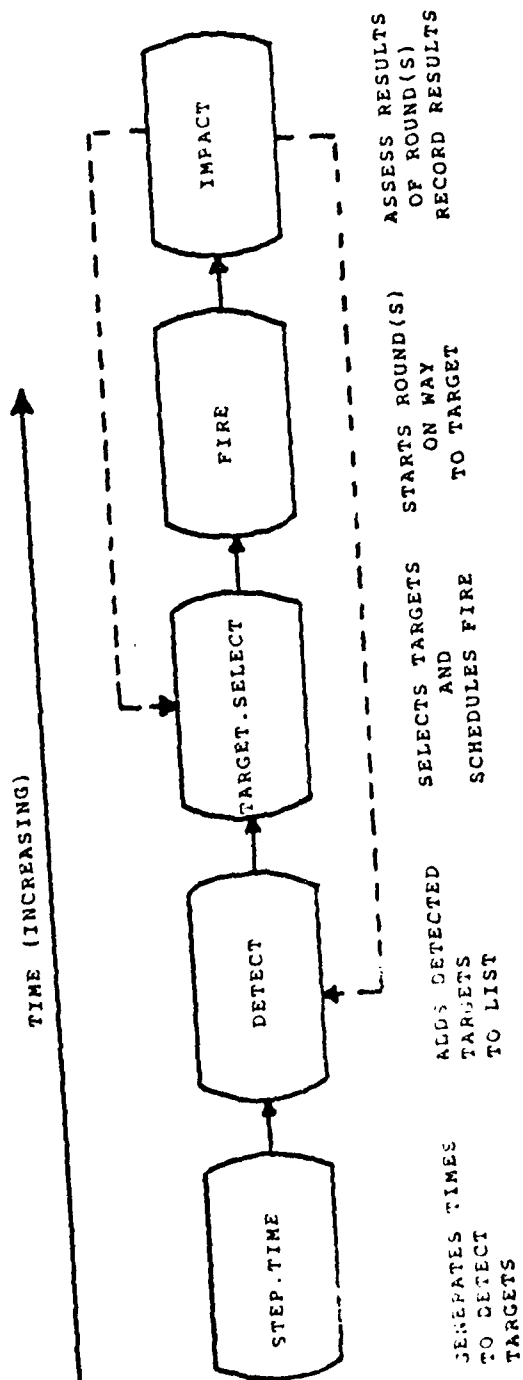 TIME (INCREASING)
STEP.TIME
DETECT
TARGET.SELECT
FIRE
IMPACT
GENERATES TIMES
TO DETECT
TARGETS
ADDS DETECTED
TARGETS
TO LIST
SELECTS TARGETS
AND
SCHEDULES FIRE
STARTS ROUND(S)
ON WAY
TO TARGET
ASSESS RESULTS
OF ROUND(S)
RECORD RESULTS